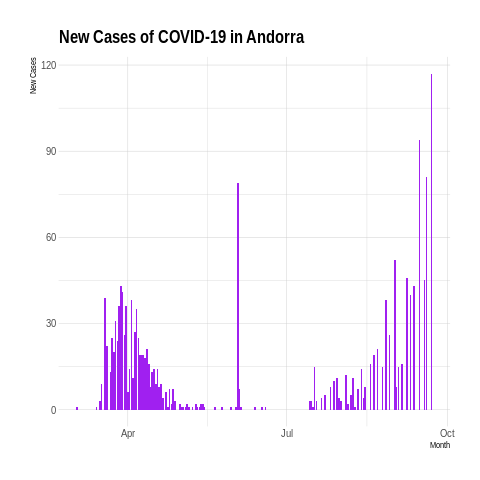 New Cases of COVID-19 in Andorra
New Cases
120
90
60
30
0
Apr
Jul
Oct
Month